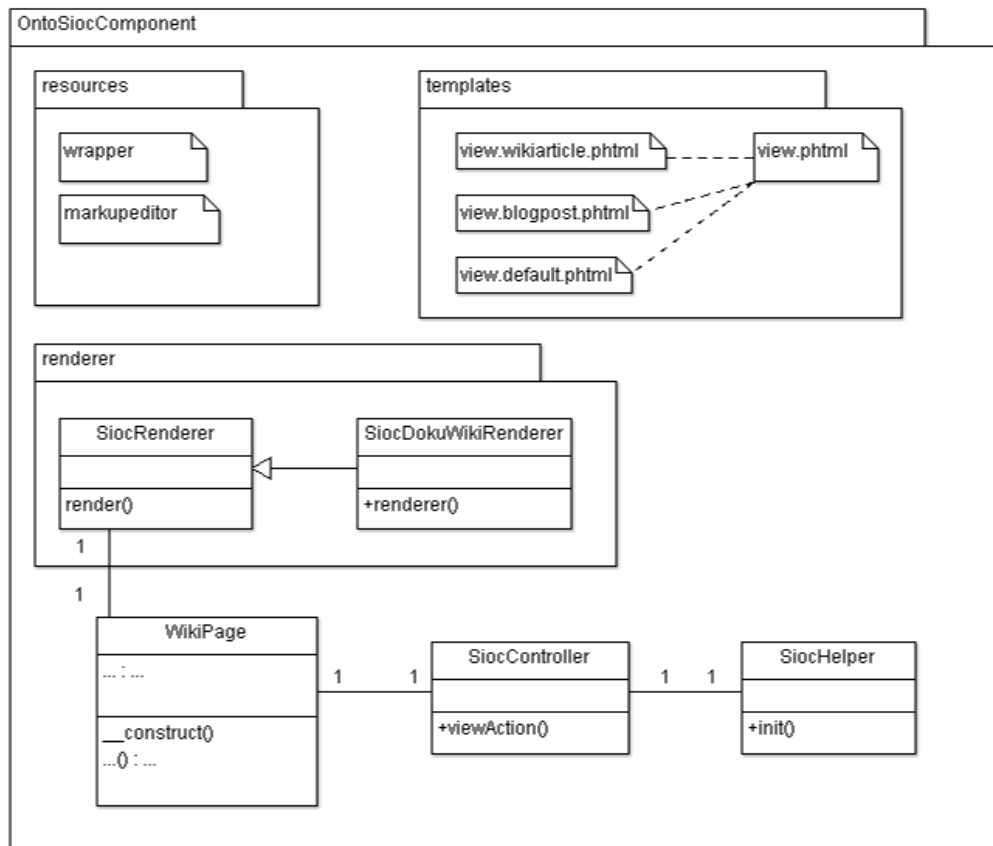 OntoSiocComponent
resources
wrapper
markupeditor
templates
view.wikiarticle.phtml
view.phtml
view.blogpost.phtml
view.default.phtml
renderer
SiocRenderer
render()
SiocDokuWikiRenderer
+renderer()
1
1
WikiPage
... : ...
__construct()
...() : ...
1
1
SiocController
+viewAction()
1
1
SiocHelper
+init()